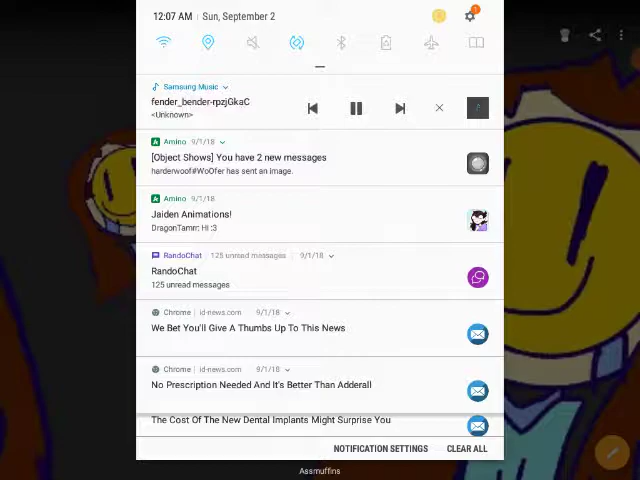 12:07 AM | Sun, September 2
1
Samsung Music
fender_bender-rpzjGkaC
<Unknown>
Amino 9/1/18
[Object Shows] You have 2 new messages
harderwoof#WoOfer has sent an image.
Amino 9/1/18
Jaiden Animations!
DragonTamrr: Hi :3
RandoChat | 125 unread messages | 9/1/18
RandoChat
125 unread messages
Chrome | id-news.com 9/1/18
We Bet You'll Give A Thumbs Up To This News
Chrome | id-news.com 9/1/18
No Prescription Needed And It's Better Than Adderall
The Cost Of The New Dental Implants Might Surprise You
NOTIFICATION SETTINGS CLEAR ALL
Assmuffins